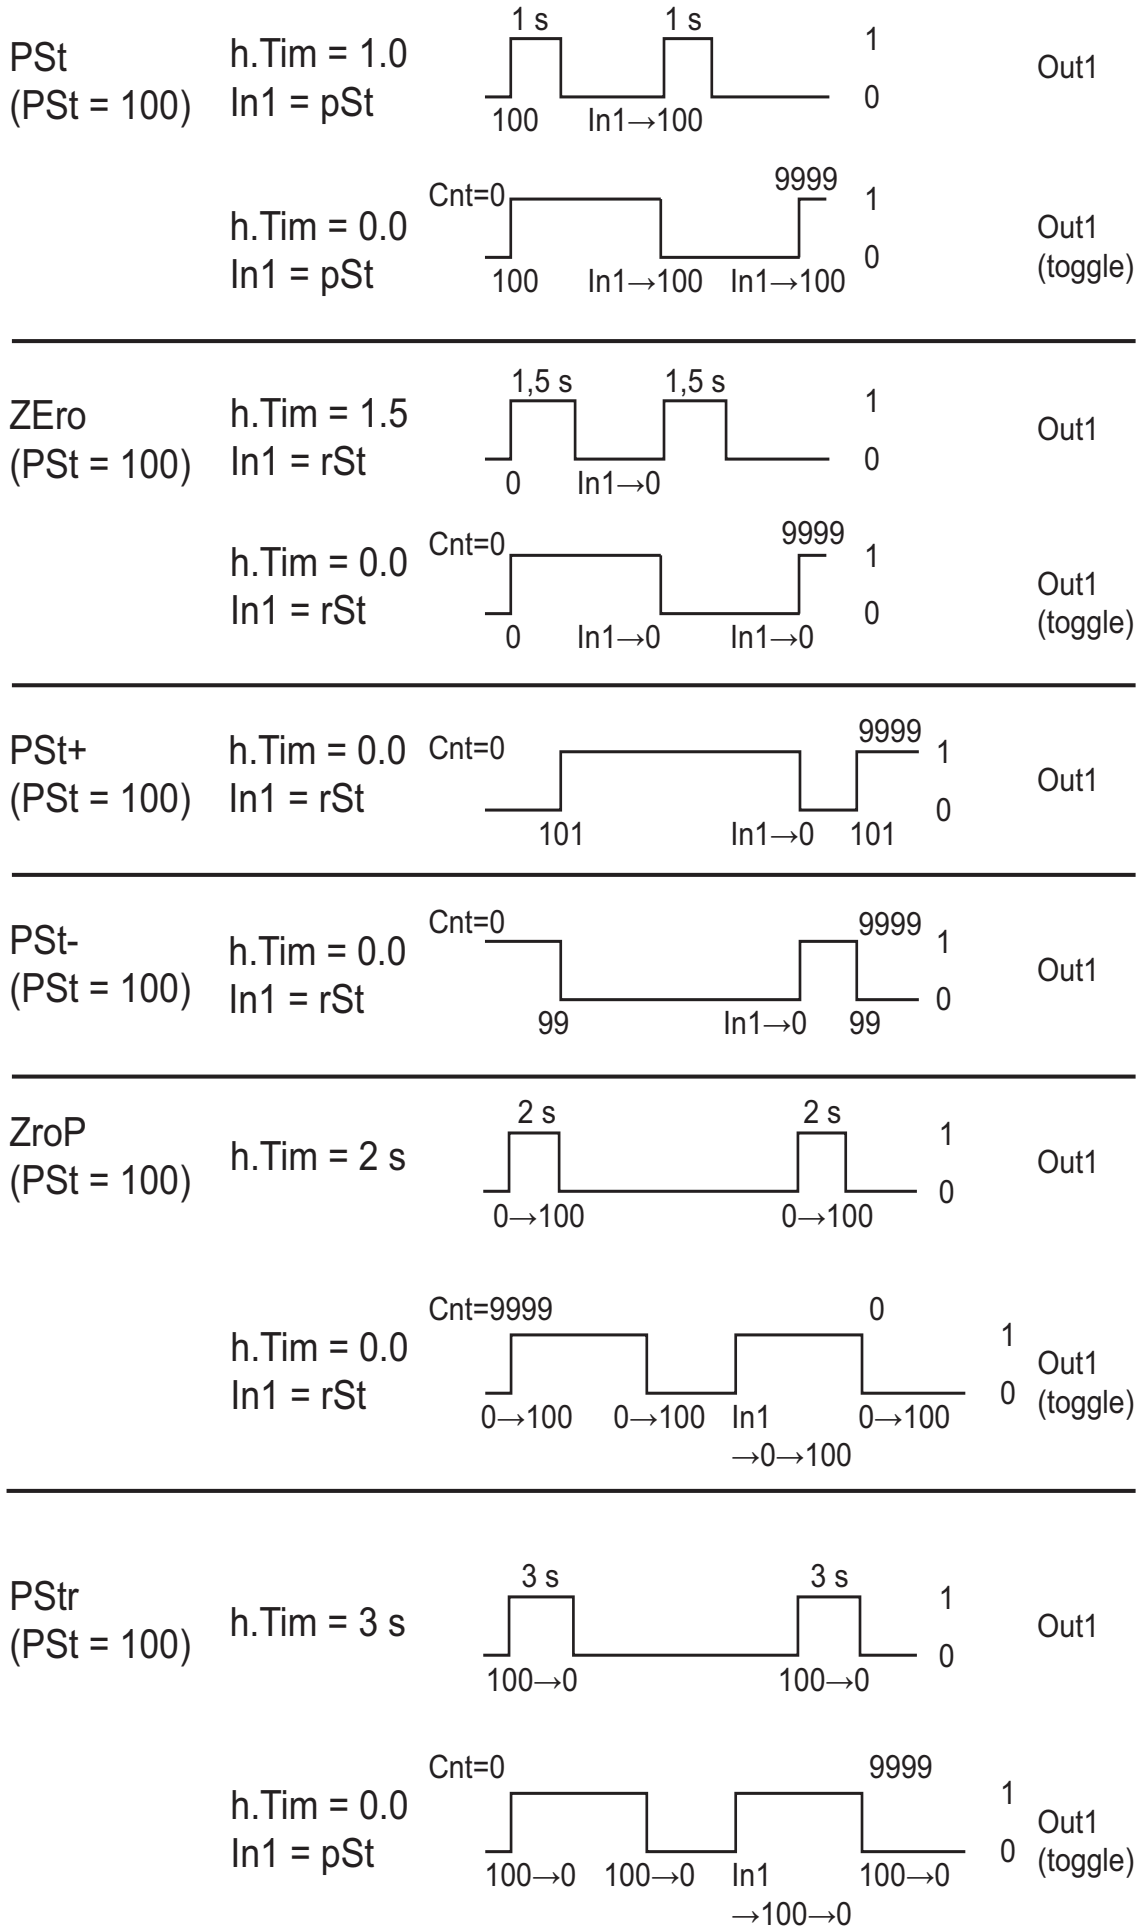 1 s 1 s
PSt h.Tim = 1.0 1 Out1
(PSt = 100) In1 = pSt 0
100 In1→100
Cnt=0 9999 1
h.Tim = 0.0 Out1
In1 = pSt 0 (toggle)
100 In1→100 In1→100
1,5 s 1,5 s
ZEro h.Tim = 1.5 1 Out1
(PSt = 100) In1 = rSt 0
0 In1→0
Cnt=0 9999
h.Tim = 0.0 1 Out1
In1 = rSt 0 (toggle)
0 In1→0 In1→0
9999
PSt+ h.Tim = 0.0 Cnt=0 1 Out1
(PSt = 100) In1 = rSt 0
101 In1→0 101
Cnt=0 9999
PSt- h.Tim = 0.0 1 Out1
(PSt = 100) In1 = rSt 0
99 In1→0 99
2 s 2 s
ZroP h.Tim = 2 s 1 Out1
(PSt = 100) 0
0→100 0→100
Cnt=9999 0
h.Tim = 0.0 1 Out1
In1 = rSt 0 (toggle)
0→100 0→100 In1 0→100
→0→100
3 s 3 s
PStr h.Tim = 3 s 1 Out1
(PSt = 100) 0
100→0 100→0
Cnt=0 9999
h.Tim = 0.0 1 Out1
In1 = pSt 0 (toggle)
100→0 100→0 In1 100→0
→100→0